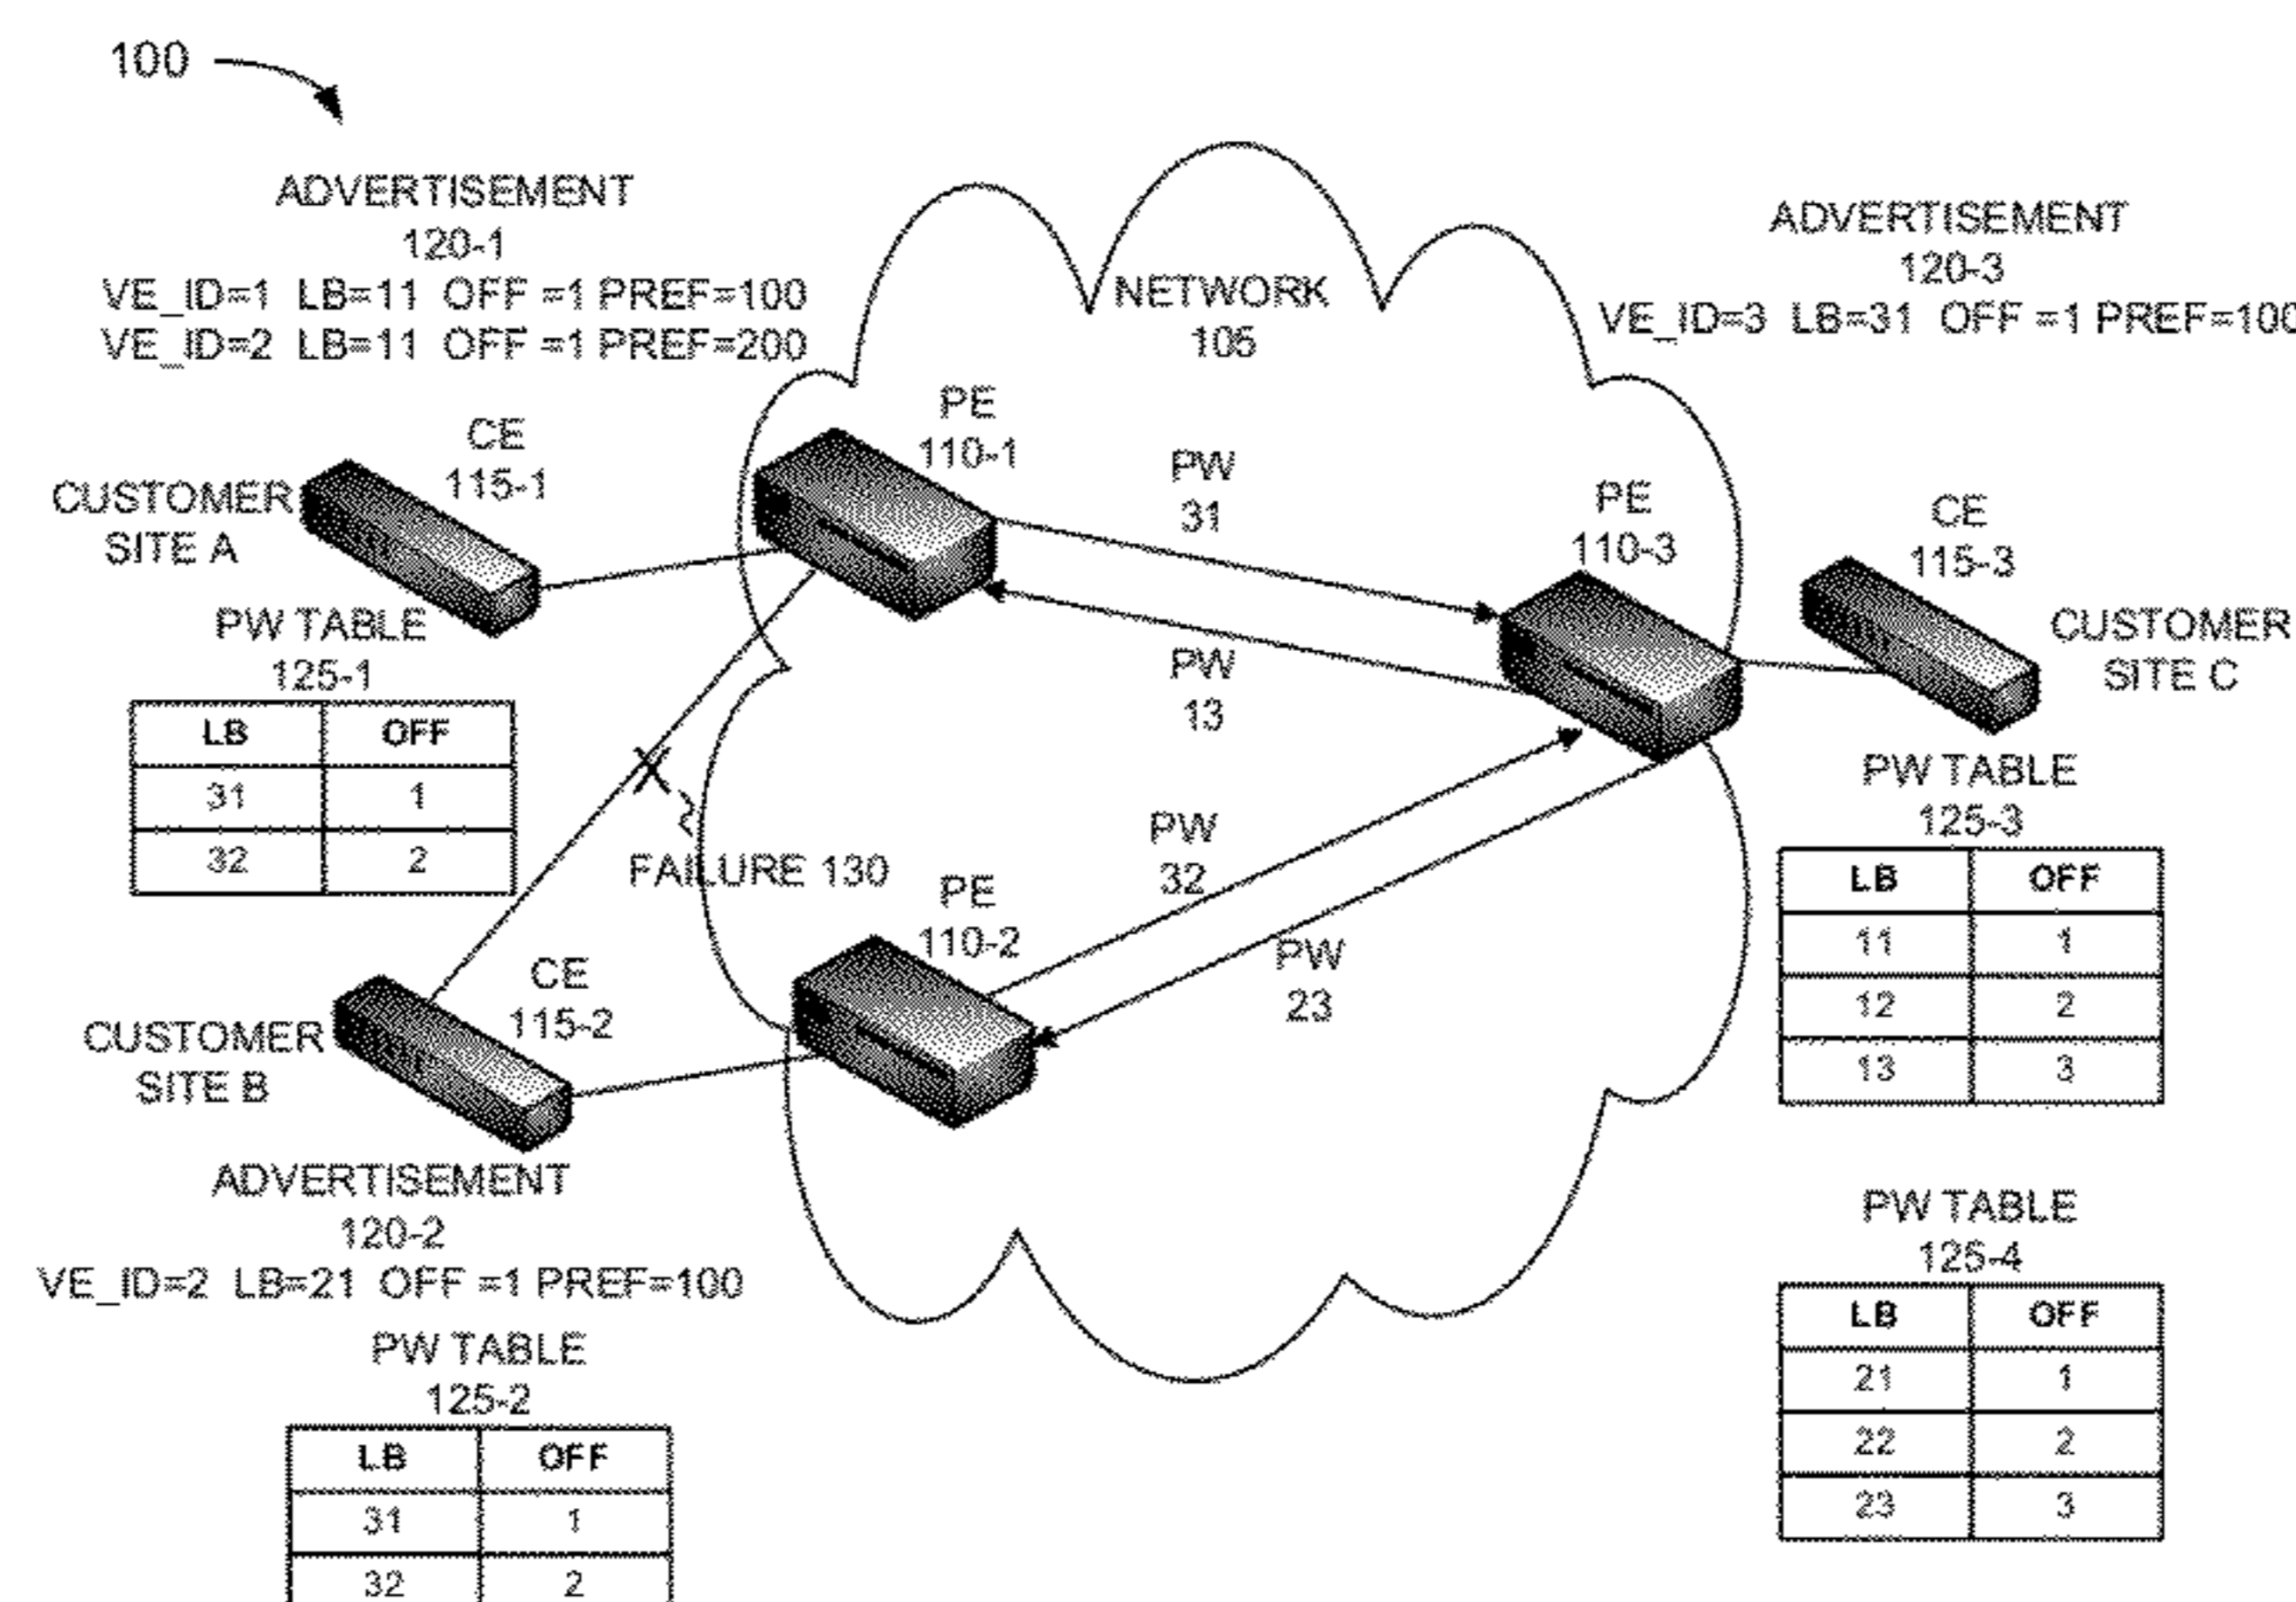 100
ADVERTISEMENT
120-1
VE_ID=1 LB=11 OFF =1 PREF=100
VE_ID=2 LB=11 OFF =1 PREF=200
NETWORK
105
ADVERTISEMENT
120-3
VE_ID=3 LB=31 OFF =1 PREF=100
CE
115-1
CUSTOMER
SITE A
PE
110-1
PW
31
PE
110-3
CE
115-3
CUSTOMER
SITE C
PW
13
PW TABLE
125-1
LB OFF
31 1
32 2
FAILURE 130
PW
32
PW
23
PE
110-2
CE
115-2
CUSTOMER
SITE B
PW TABLE
125-3
LB OFF
11 1
12 2
13 3
ADVERTISEMENT
120-2
VE_ID=2 LB=21 OFF =1 PREF=100
PW TABLE
125-2
LB OFF
31 1
32 2
PW TABLE
125-4
LB OFF
21 1
22 2
23 3